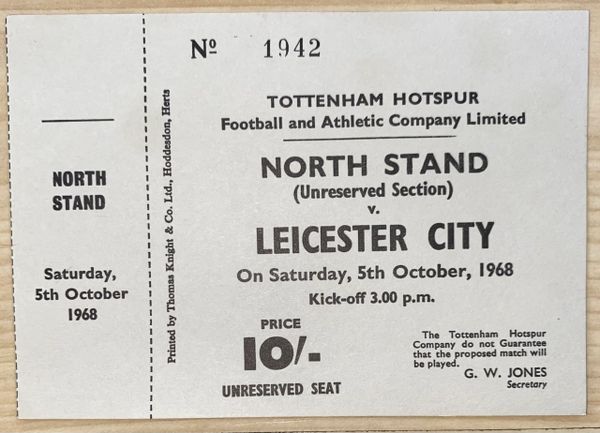 NORTH
STAND
Saturday,
5th October
1968
Printed by Thomas Knight & Co. Ltd., Hoddesdon, Herts
Nº 1942
TOTTENHAM HOTSPUR
Football and Athletic Company Limited
NORTH STAND
(Unreserved Section)
v.
LEICESTER CITY
On Saturday, 5th October, 1968
Kick-off 3.00 p.m.
PRICE
10/-
UNRESERVED SEAT
The Tottenham Hotspur
Company do not Guarantee
that the proposed match will
be played.
G. W. JONES
Secretary